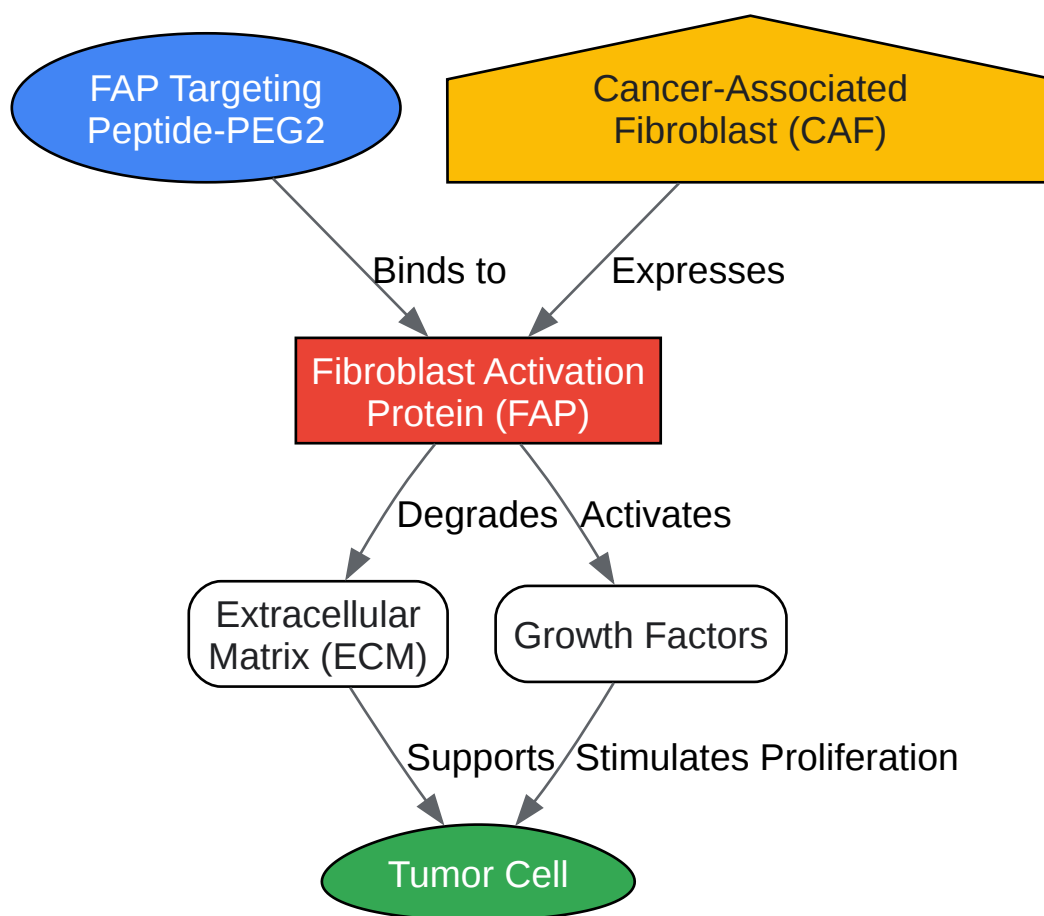 FAP Targeting
Peptide-PEG2
Cancer-Associated
Fibroblast (CAF)
Binds to
Expresses
Fibroblast Activation
Protein (FAP)
Degrades
Activates
Extracellular
Matrix (ECM)
Growth Factors
Supports
Stimulates Proliferation
Tumor Cell